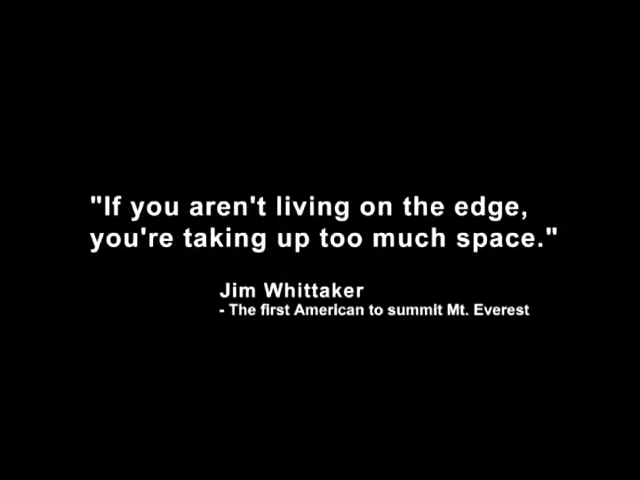 "If you aren't living on the edge,
you're taking up too much space."
Jim Whittaker
- The first American to summit Mt. Everest